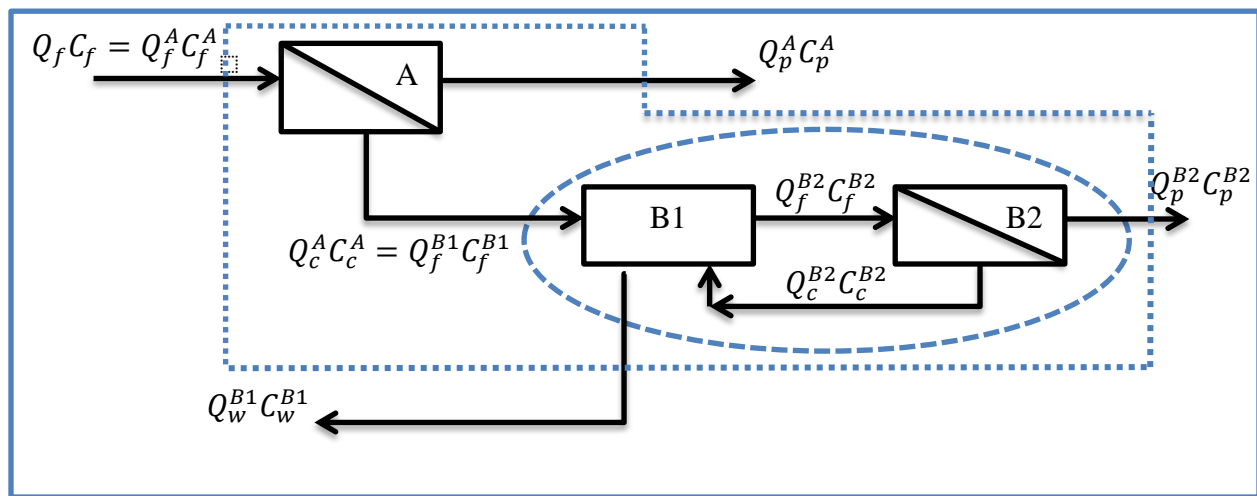 $Q_f C_f = Q_f^A C_f^A$
A
$Q_p^A C_p^A$
$Q_p^{B2} C_p^{B2}$
$Q_f^{B2} C_f^{B2}$
B1
B2
$Q_c^A C_c^A = Q_f^{B1} C_f^{B1}$
$Q_c^{B2} C_c^{B2}$
$Q_w^{B1} C_w^{B1}$